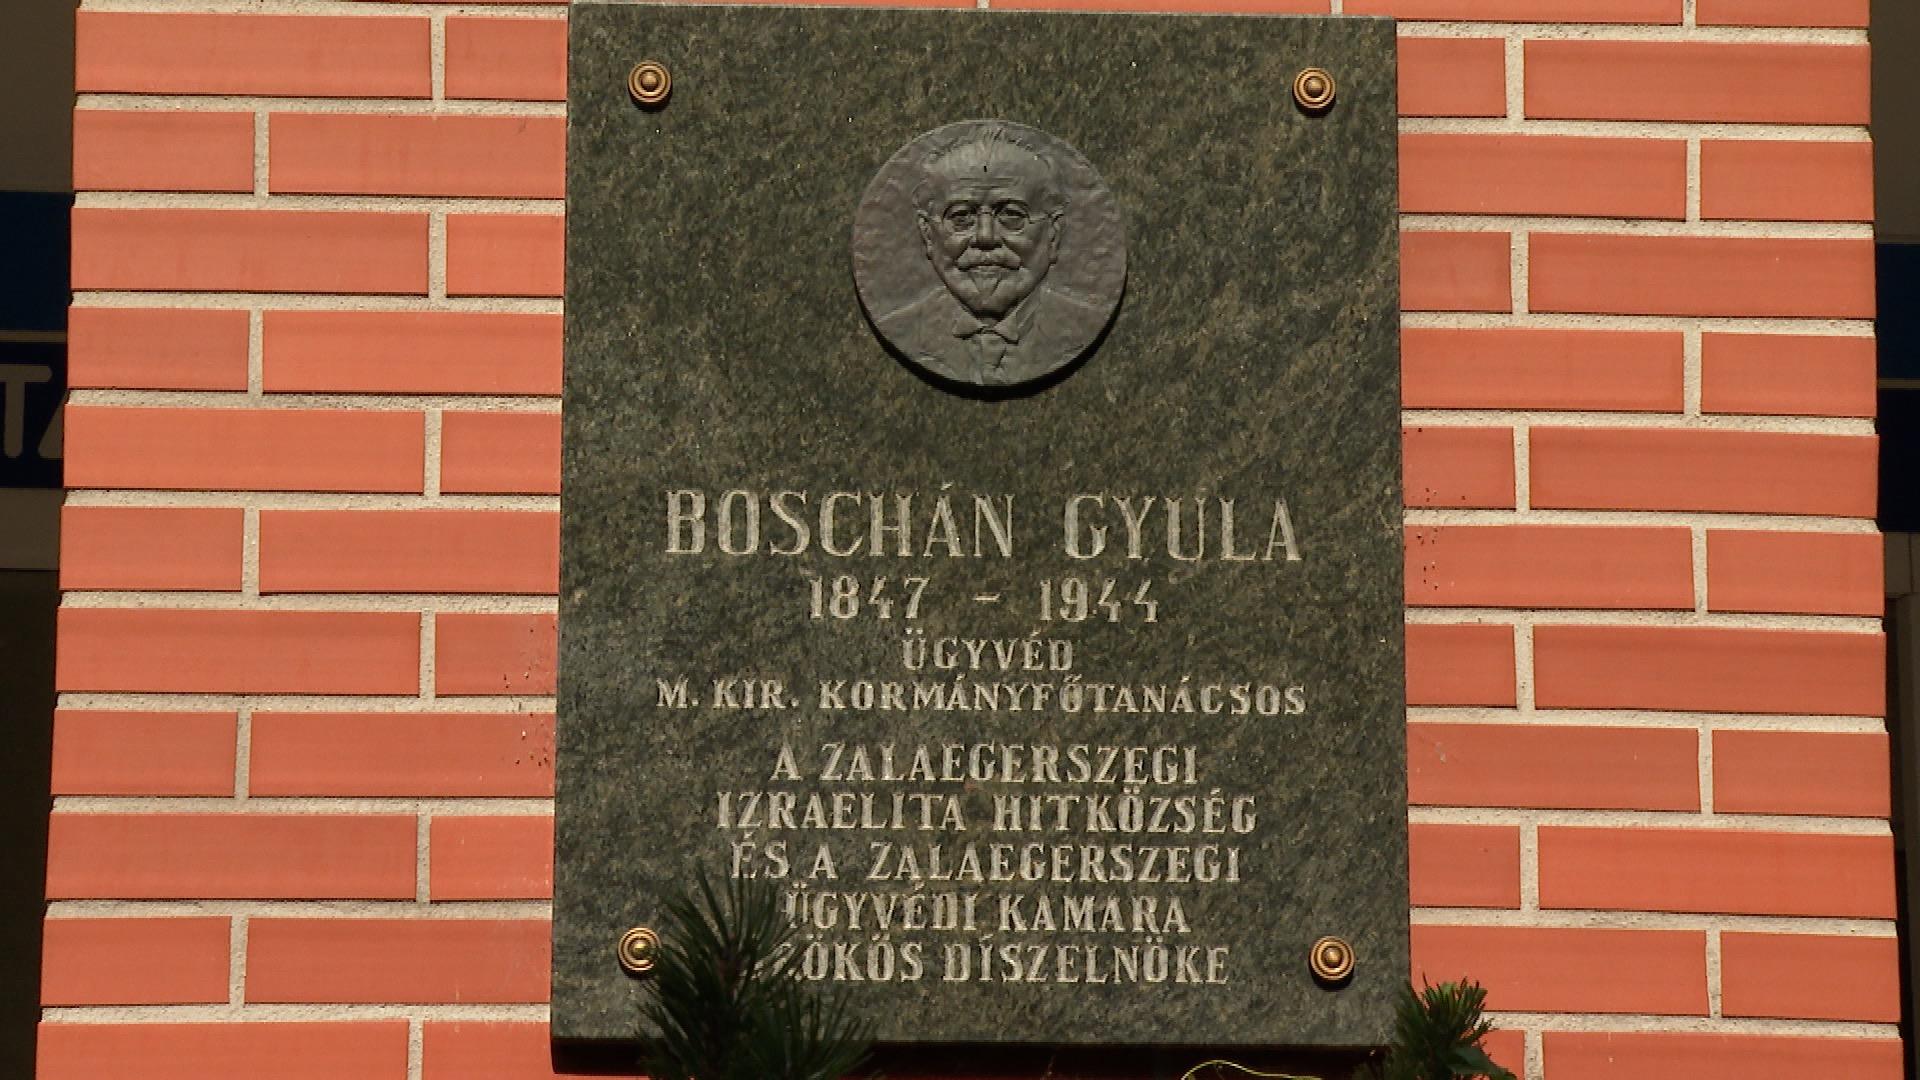 BOSCHÁN GYULA
1847 - 1944
ÜGYVÉD
M. KIR. KORMÁNYFŐTANÁCSOS
A ZALAEGERSZEGI
IZRAELITA HITKÖZSÉG
ÉS A ZALAEGERSZEGI
ÜGYVÉDI KAMARA
DÍSZELNÖKE